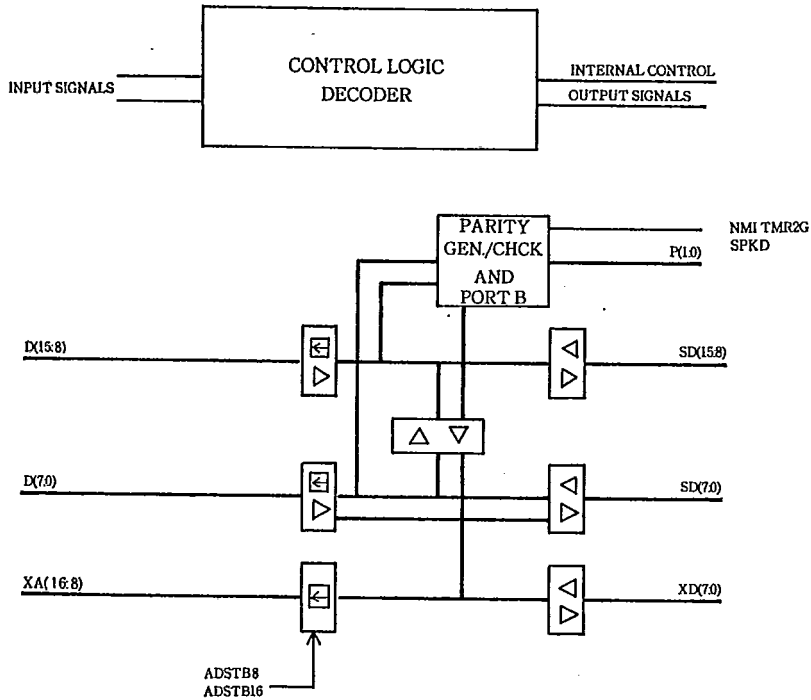 CONTROL LOGIC
DECODER
INPUT SIGNALS
INTERNAL CONTROL
OUTPUT SIGNALS
PARITY
GEN./CHCK
AND
PORT B
NMI TMR2G
SPKD
P(1:0)
D(15:8)
SD(15:8)
D(7:0)
SD(7:0)
XA(16:8)
XD(7:0)
ADSTB8
ADSTB16